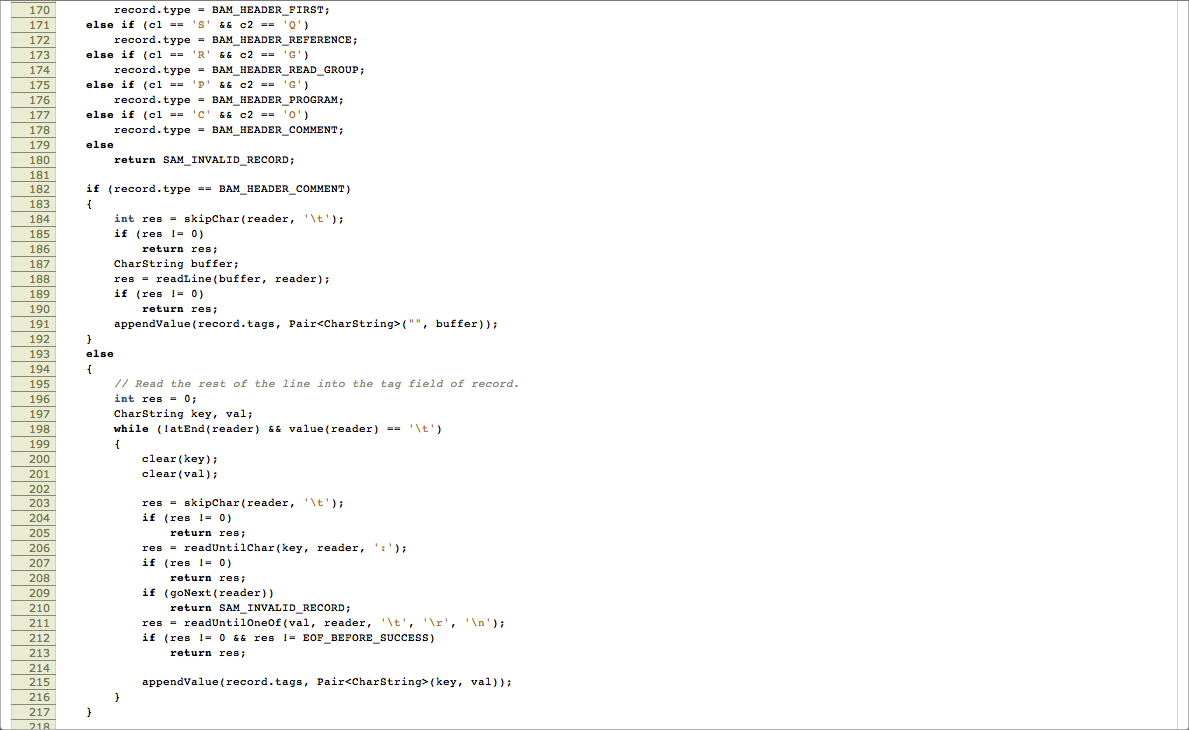 170 record.type = BAM_HEADER_FIRST;
171 else if (c1 == 'S' && c2 == 'Q')
172 record.type = BAM_HEADER_REFERENCE;
173 else if (c1 == 'R' && c2 == 'G')
174 record.type = BAM_HEADER_READ_GROUP;
175 else if (c1 == 'P' && c2 == 'G')
176 record.type = BAM_HEADER_PROGRAM;
177 else if (c1 == 'C' && c2 == 'O')
178 record.type = BAM_HEADER_COMMENT;
179 else
180 return SAM_INVALID_RECORD;
181
182 if (record.type == BAM_HEADER_COMMENT)
183 {
184 int res = skipChar(reader, '\t');
185 if (res != 0)
186 return res;
187 CharString buffer;
188 res = readLine(buffer, reader);
189 if (res != 0)
190 return res;
191 appendValue(record.tags, Pair<CharString>("", buffer));
192 }
193 else
194 {
195 // Read the rest of the line into the tag field of record.
196 int res = 0;
197 CharString key, val;
198 while (!atEnd(reader) && value(reader) == '\t')
199 {
200 clear(key);
201 clear(val);
202
203 res = skipChar(reader, '\t');
204 if (res != 0)
205 return res;
206 res = readUntilChar(key, reader, ':');
207 if (res != 0)
208 return res;
209 if (goNext(reader))
210 return SAM_INVALID_RECORD;
211 res = readUntilOneOf(val, reader, '\t', '\r', '\n');
212 if (res != 0 && res != EOF_BEFORE_SUCCESS)
213 return res;
214
215 appendValue(record.tags, Pair<CharString>(key, val));
216 }
217 }
218